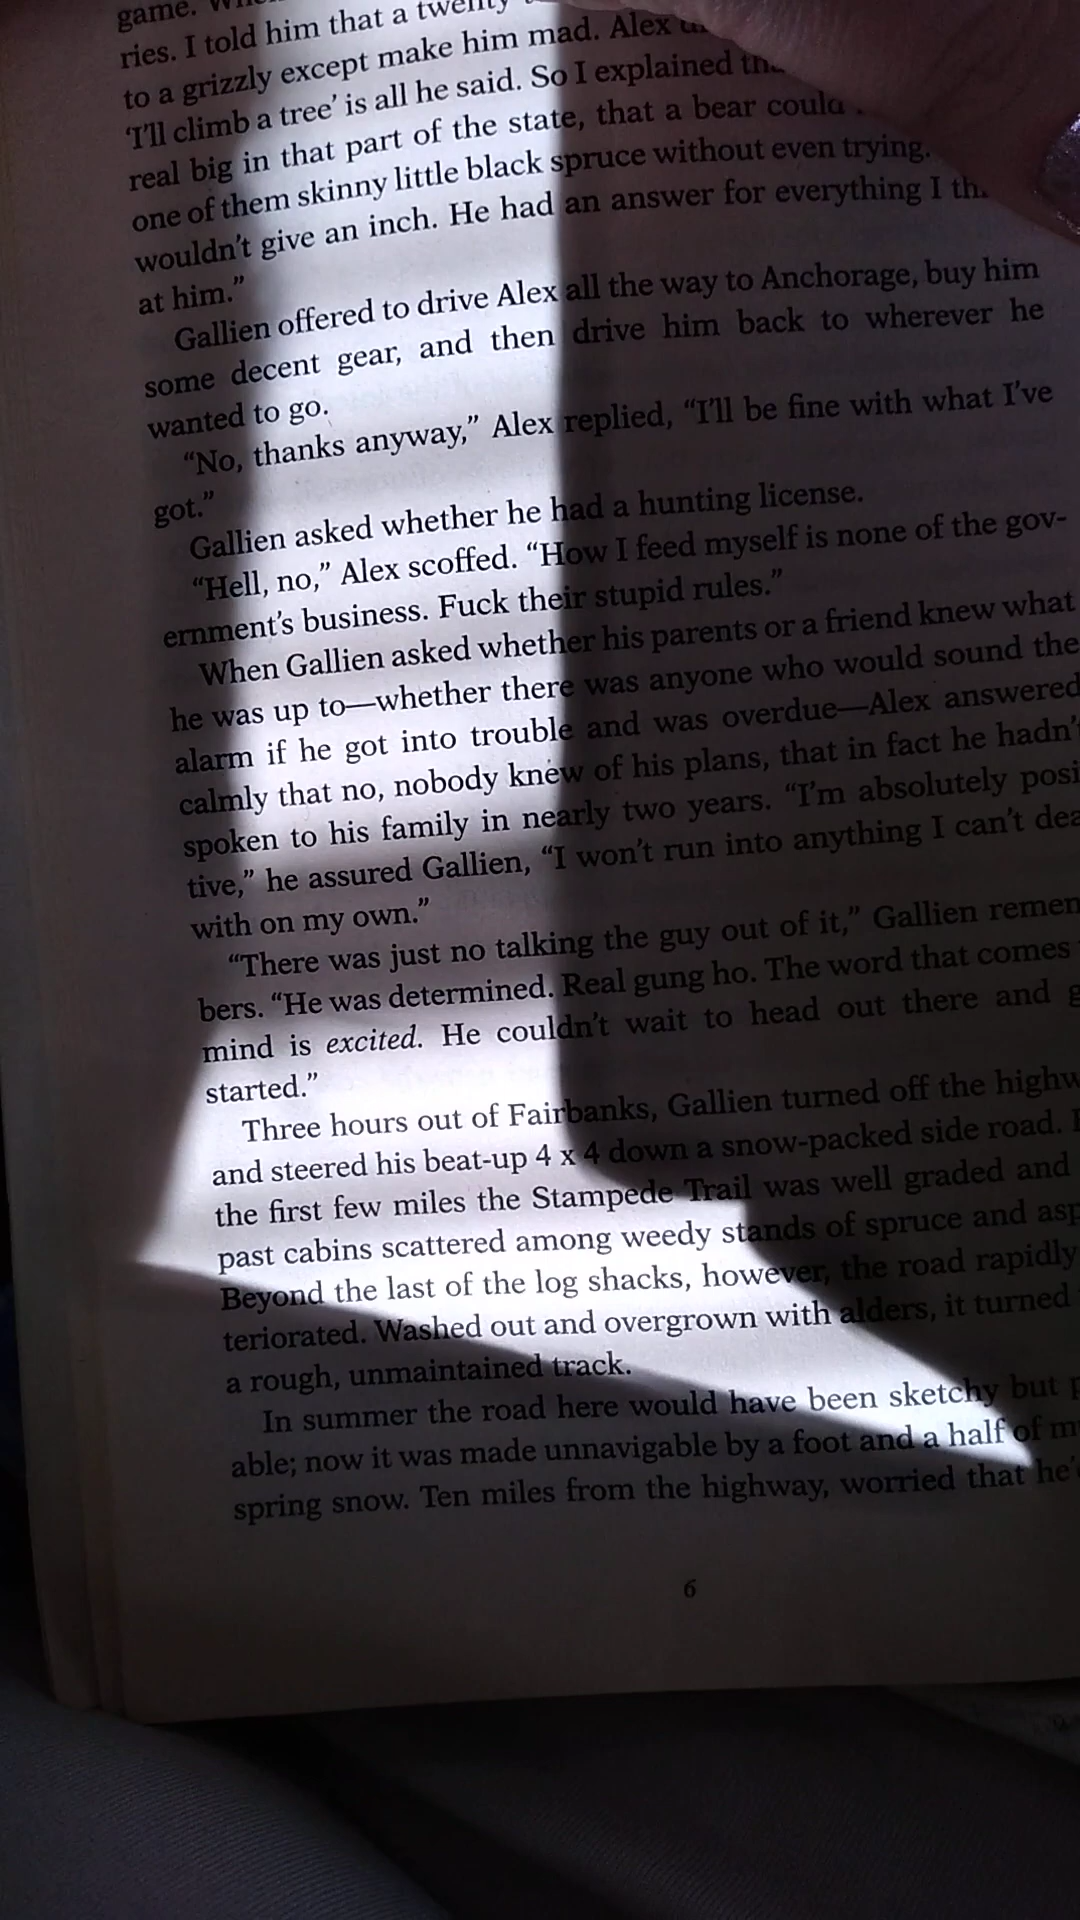 game.
ries. I told him that a twenty
to a grizzly except make him mad. Alex
'I'll climb a tree' is all he said. So I explained
real big in that part of the state, that a bear could
one of them skinny little black spruce without even trying.
wouldn't give an inch. He had an answer for everything I
at him.”
Gallien offered to drive Alex all the way to Anchorage, buy him
some decent gear, and then drive him back to wherever he
wanted to go.
“No, thanks anyway,” Alex replied, “I'll be fine with what I've
got.”
Gallien asked whether he had a hunting license.
“Hell, no,” Alex scoffed. “How I feed myself is none of the gov-
ernment's business. Fuck their stupid rules.”
When Gallien asked whether his parents or a friend knew what
he was up to—whether there was anyone who would sound the
alarm if he got into trouble and was overdue—Alex answered
calmly that no, nobody knew of his plans, that in fact he hadn't
spoken to his family in nearly two years. “I'm absolutely posi
tive,” he assured Gallien, “I won't run into anything I can't dea
with on my own.”
“There was just no talking the guy out of it,” Gallien remem
bers. “He was determined. Real gung ho. The word that comes
mind is excited. He couldn't wait to head out there and g
started.”
Three hours out of Fairbanks, Gallien turned off the highw
and steered his beat-up 4 x 4 down a snow-packed side road.
the first few miles the Stampede Trail was well graded and
past cabins scattered among weedy stands of spruce and asp
Beyond the last of the log shacks, however, the road rapidly
teriorated. Washed out and overgrown with alders, it turned
a rough, unmaintained track.
In summer the road here would have been sketchy but p
able; now it was made unnavigable by a foot and a half of m
spring snow. Ten miles from the highway, worried that he'
6